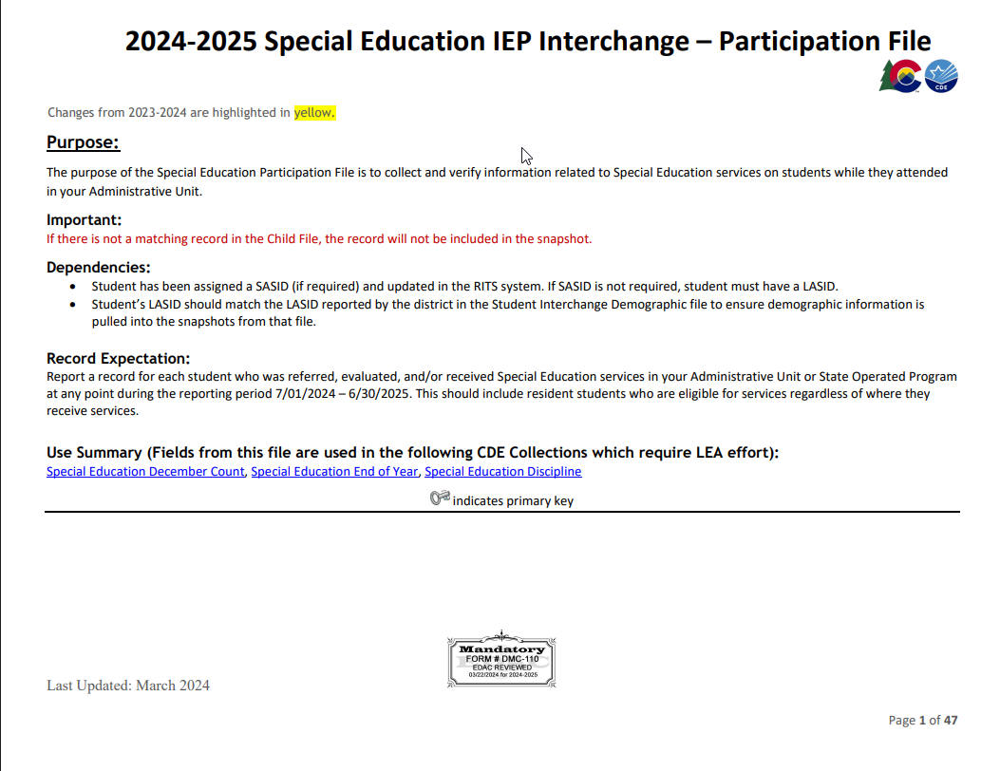 2024-2025 Special Education IEP Interchange – Participation File
CDE
Changes from 2023-2024 are highlighted in yellow.
Purpose:
The purpose of the Special Education Participation File is to collect and verify information related to Special Education services on students while they attended
in your Administrative Unit.
Important:
If there is not a matching record in the Child File, the record will not be included in the snapshot.
Dependencies:
• Student has been assigned a SASID (if required) and updated in the RITS system. If SASID is not required, student must have a LASID.
• Student’s LASID should match the LASID reported by the district in the Student Interchange Demographic file to ensure demographic information is
pulled into the snapshots from that file.
Record Expectation:
Report a record for each student who was referred, evaluated, and/or received Special Education services in your Administrative Unit or State Operated Program
at any point during the reporting period 7/01/2024 – 6/30/2025. This should include resident students who are eligible for services regardless of where they
receive services.
Use Summary (Fields from this file are used in the following CDE Collections which require LEA effort):
Special Education December Count, Special Education End of Year, Special Education Discipline
indicates primary key
Mandatory
FORM # DMC-110
EDAC REVIEWED
03/22/2024 for 2024-2025
Last Updated: March 2024
Page 1 of 47